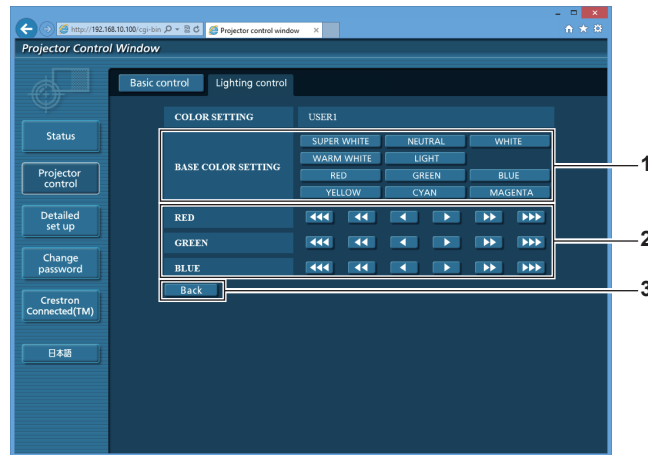 http://192.168.10.100/cgi-bin
Projector control window
Projector Control Window
Basic control
Lighting control
COLOR SETTING
USER1
Status
SUPER WHITE
NEUTRAL
WHITE
BASE COLOR SETTING
WARM WHITE
LIGHT
RED
GREEN
BLUE
YELLOW
CYAN
MAGENTA
1
Projector
control
RED
Detailed
set up
GREEN
2
Change
password
BLUE
Back
3
Crestron
Connected(TM)
日本語